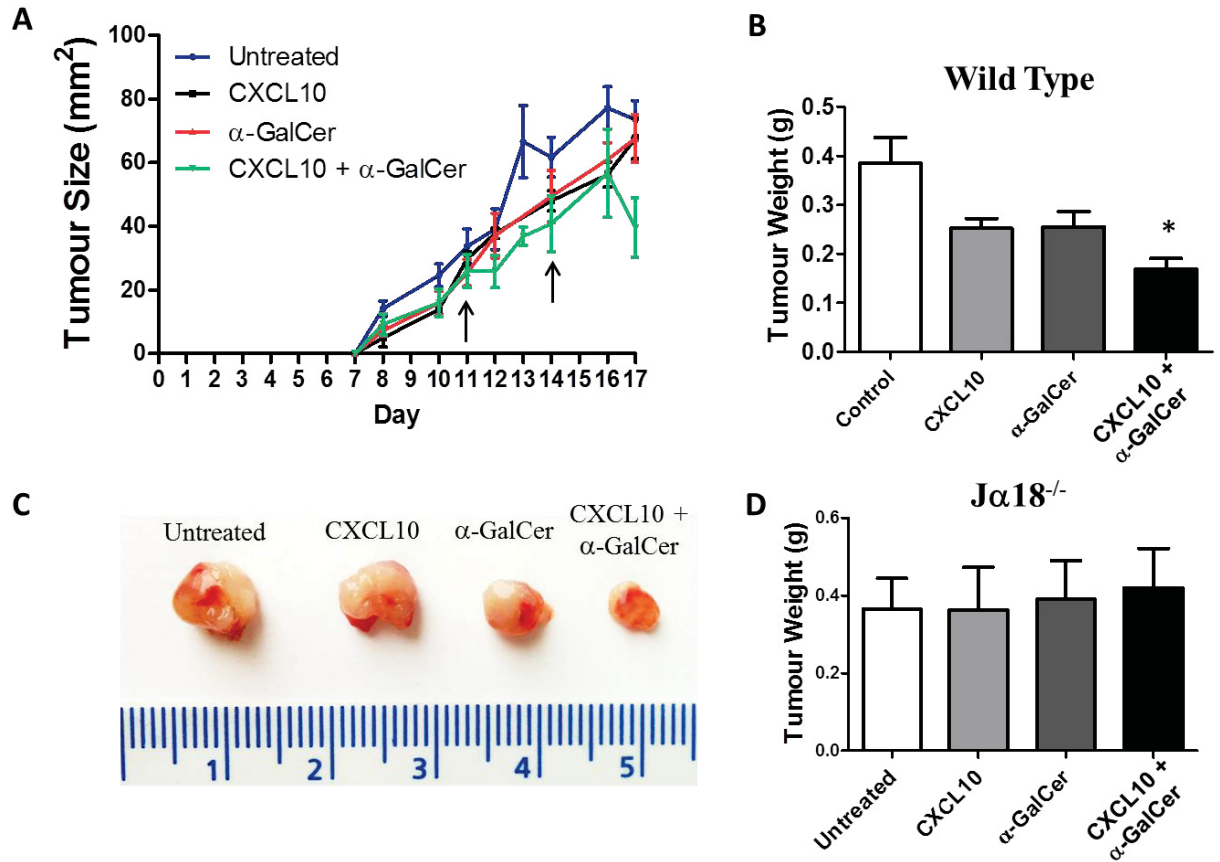 A
Tumour Size (mm²)
100
80
60
40
20
0
Untreated
CXCL10
α-GalCer
CXCL10 + α-GalCer
0 1 2 3 4 5 6 7 8 10 11 12 13 14 15 16 17
Day
B
Wild Type
Tumour Weight (g)
0.5
0.4
0.3
0.2
0.1
0.0
*
Control
CXCL10
α-GalCer
CXCL10 +
α-GalCer
C
Untreated
CXCL10
α-GalCer
CXCL10 +
α-GalCer
1 2 3 4 5
D
Jα18⁻/⁻
Tumour Weight (g)
0.6
0.4
0.2
0.0
Untreated
CXCL10
α-GalCer
CXCL10 +
α-GalCer